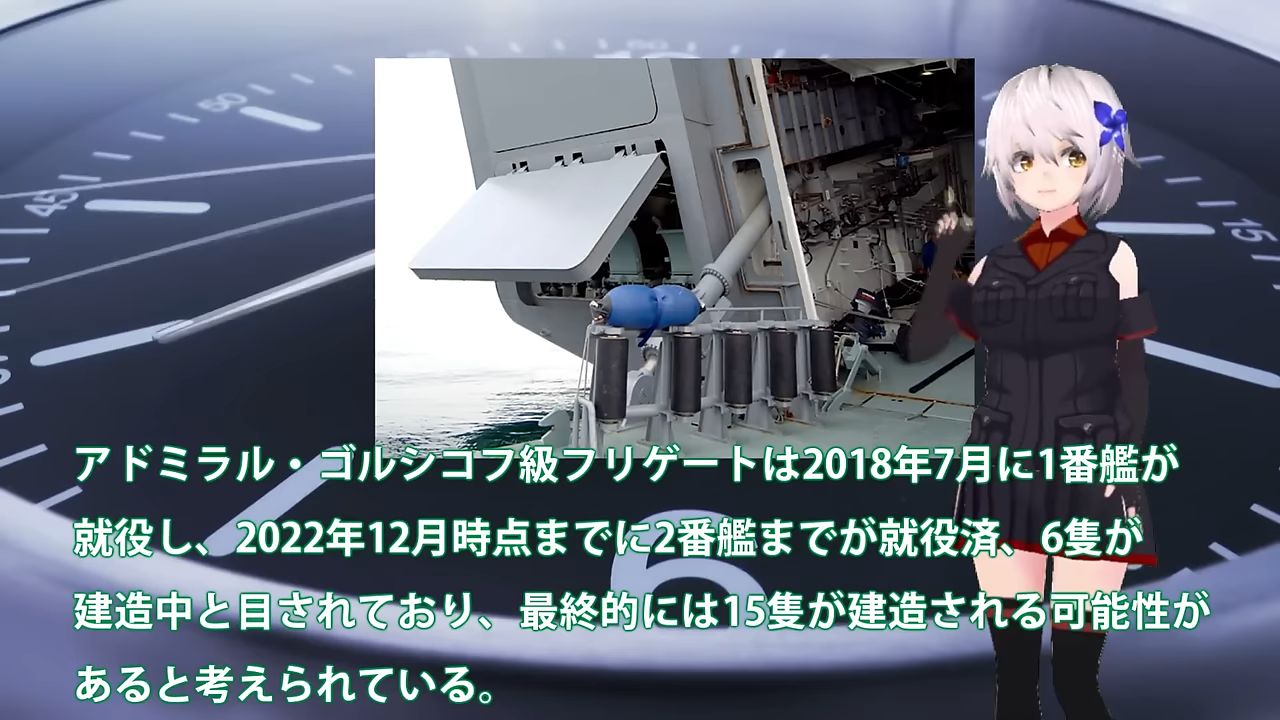 50
45
15
6
アドミラル・ゴルシコフ級フリゲートは2018年7月に1番艦が
就役し、2022年12月時点までに2番艦までが就役済、6隻が
建造中と目されており、最終的には15隻が建造される可能性が
あると考えられている。